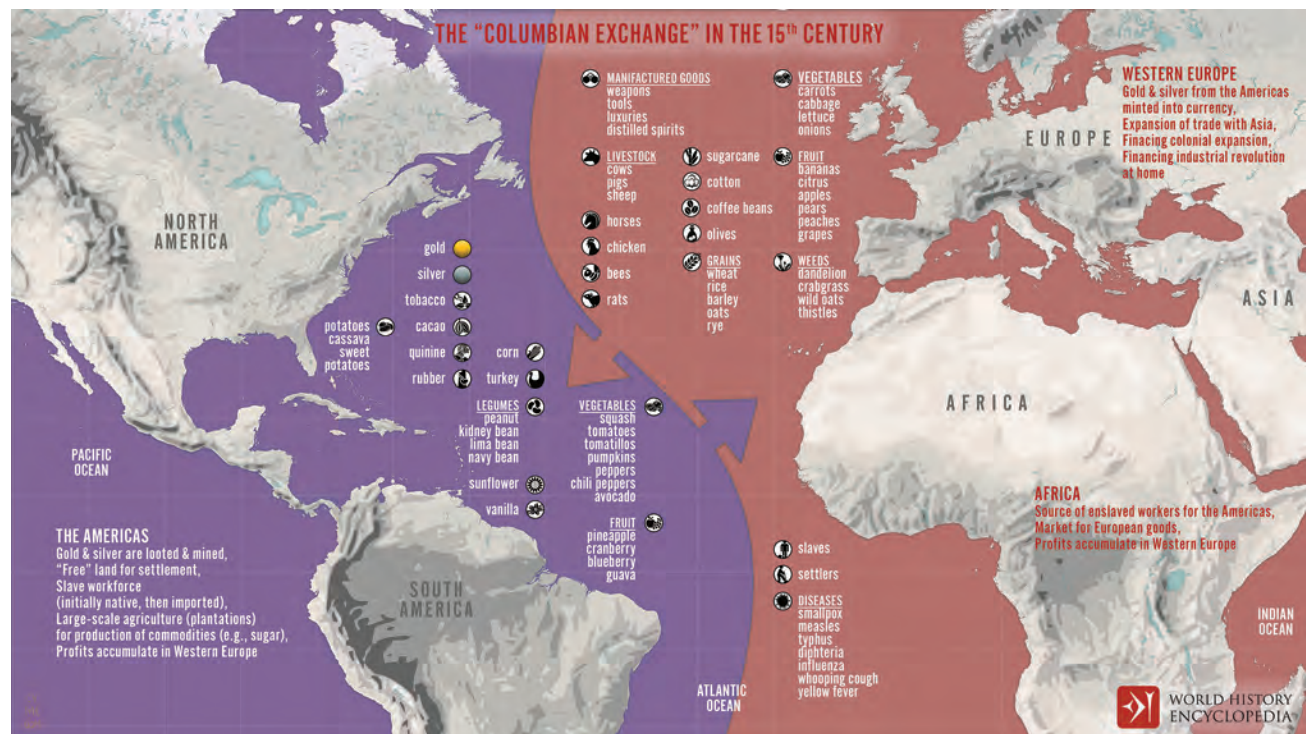 THE "COLUMBIAN EXCHANGE" IN THE 15th CENTURY
MANUFACTURED GOODS
weapons
tools
luxuries
distilled spirits
VEGETABLES
carrots
cabbage
lettuce
onions
LIVESTOCK
cows
pigs
sheep
horses
chicken
bees
rats
sugarcane
cotton
coffee beans
olives
GRAINS
wheat
rice
barley
oats
rye
FRUIT
bananas
citrus
apples
pears
peaches
grapes
WEEDS
dandelion
crabgrass
wild oats
thistles
WESTERN EUROPE
Gold & silver from the Americas
minted into currency,
Expansion of trade with Asia,
Finacing colonial expansion,
Financing industrial revolution
at home
EUROPE
ASIA
NORTH
AMERICA
gold
silver
tobacco
cacao
quinine
rubber
potatoes
cassava
sweet
potatoes
corn
turkey
LEGUMES
peanut
kidney bean
lima bean
navy bean
sunflower
vanilla
VEGETABLES
squash
tomatoes
tomatillos
pumpkins
peppers
chili peppers
avocado
FRUIT
pineapple
cranberry
blueberry
guava
AFRICA
PACIFIC
OCEAN
THE AMERICAS
Gold & silver are looted & mined,
"Free" land for settlement,
Slave workforce
(initially native, then imported),
Large-scale agriculture (plantations)
for production of commodities (e.g., sugar),
Profits accumulate in Western Europe
SOUTH
AMERICA
AFRICA
Source of enslaved workers for the Americas,
Market for European goods,
Profits accumulate in Western Europe
slaves
settlers
DISEASES
smallpox
measles
typhus
diphteria
influenza
whooping cough
yellow fever
ATLANTIC
OCEAN
INDIAN
OCEAN
WORLD HISTORY
ENCYCLOPEDIA